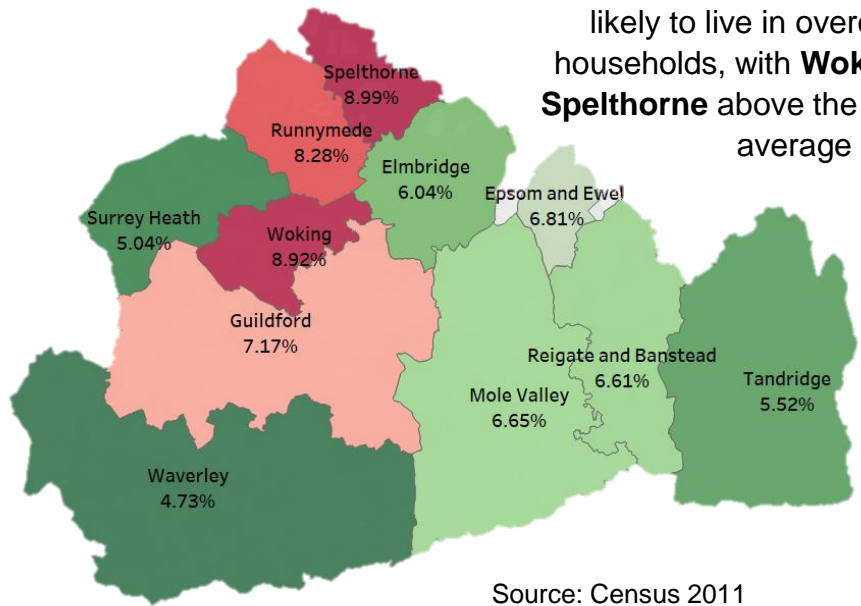 likely to live in
households, with
Spelthorne above the
average
Spelthorne
8.99%
Runnymede
8.28%
Elmbridge
6.04%
Epsom and Ewel
6.81%
Surrey Heath
5.04%
Woking
8.92%
Guildford
7.17%
Reigate and Banstead
6.61%
Mole Valley
6.65%
Tandridge
5.52%
Waverley
4.73%
Source: Census 2011